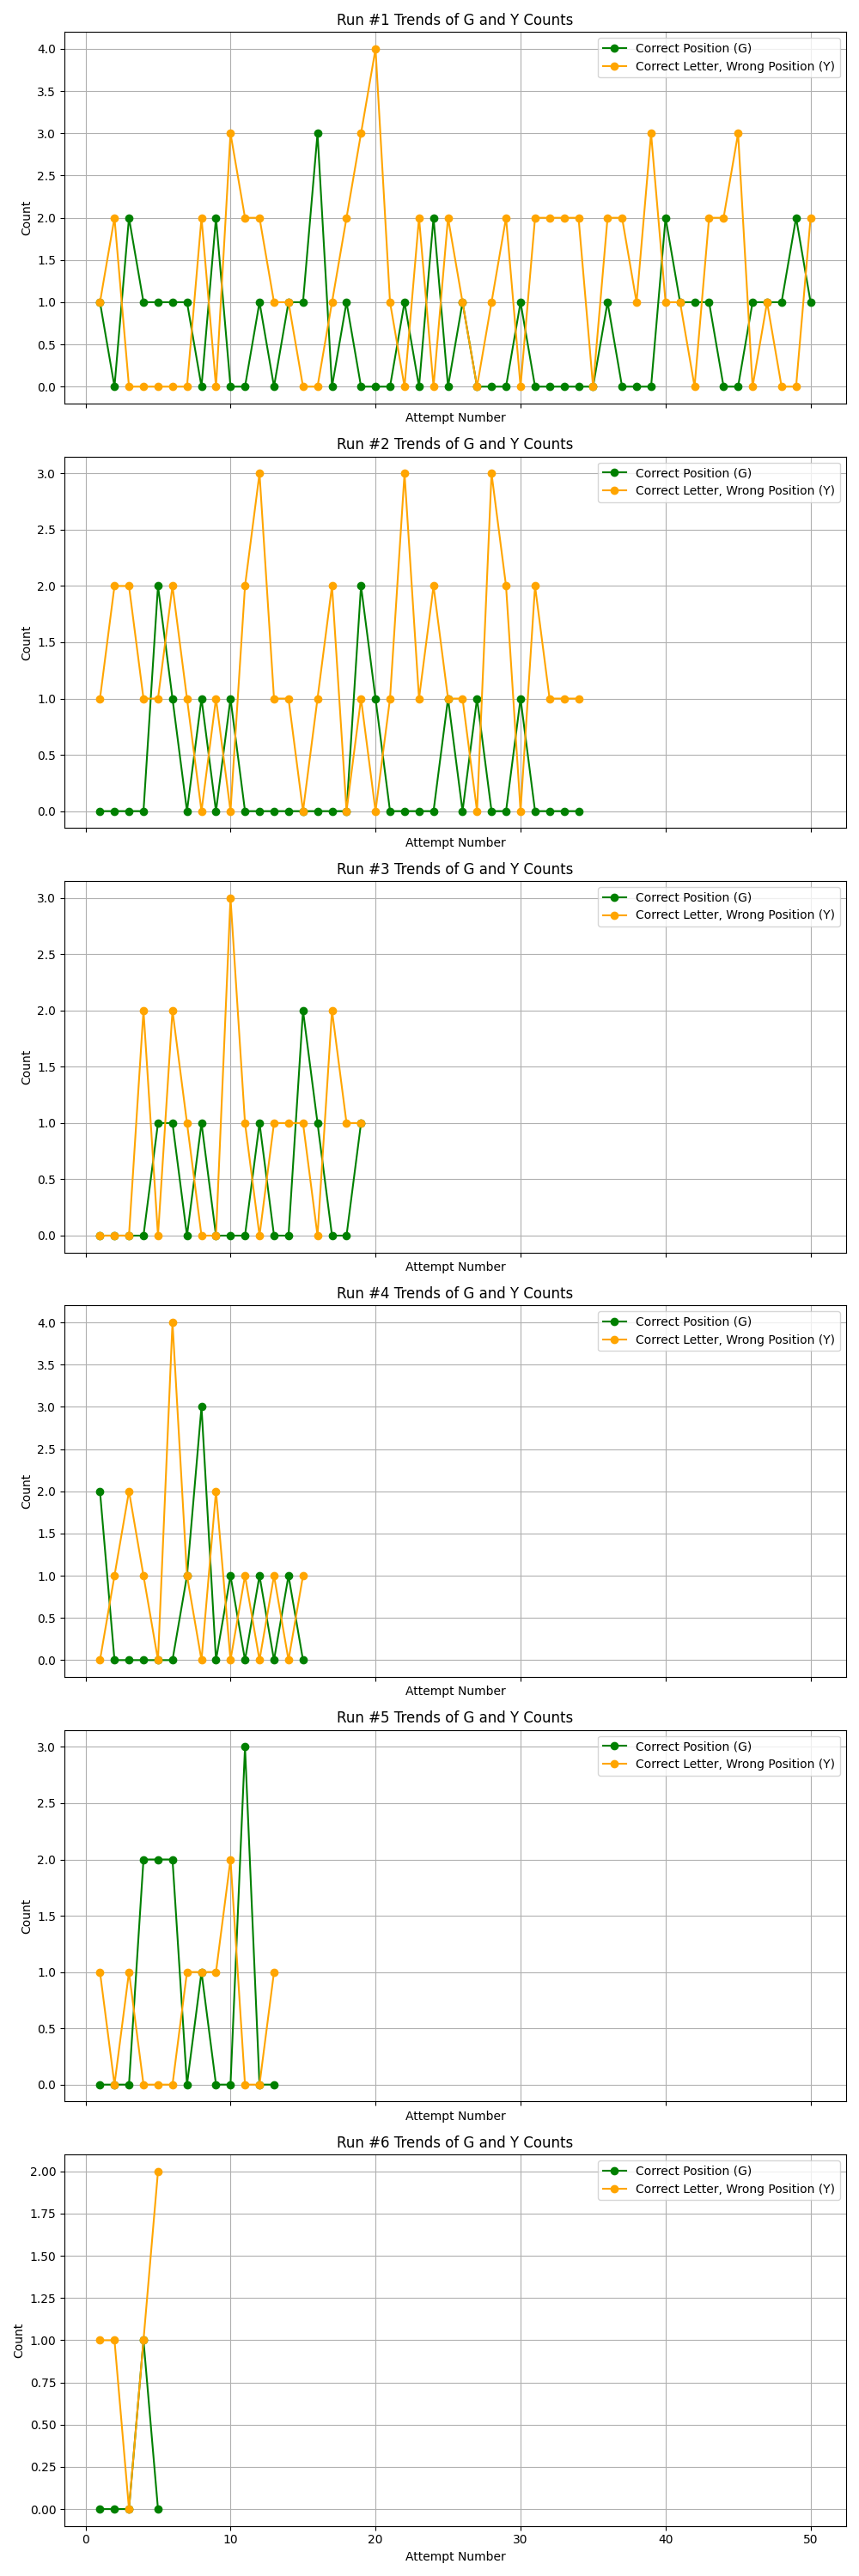 Run #1 Trends of G and Y Counts
Correct Position (G)
Correct Letter, Wrong Position (Y)
4.0
3.5
3.0
2.5
2.0
1.5
1.0
0.5
0.0
Count
Attempt Number
Run #2 Trends of G and Y Counts
Correct Position (G)
Correct Letter, Wrong Position (Y)
3.0
2.5
2.0
1.5
1.0
0.5
0.0
Count
Attempt Number
Run #3 Trends of G and Y Counts
Correct Position (G)
Correct Letter, Wrong Position (Y)
3.0
2.5
2.0
1.5
1.0
0.5
0.0
Count
Attempt Number
Run #4 Trends of G and Y Counts
Correct Position (G)
Correct Letter, Wrong Position (Y)
4.0
3.5
3.0
2.5
2.0
1.5
1.0
0.5
0.0
Count
Attempt Number
Run #5 Trends of G and Y Counts
Correct Position (G)
Correct Letter, Wrong Position (Y)
3.0
2.5
2.0
1.5
1.0
0.5
0.0
Count
Attempt Number
Run #6 Trends of G and Y Counts
Correct Position (G)
Correct Letter, Wrong Position (Y)
2.00
1.75
1.50
1.25
1.00
0.75
0.50
0.25
0.00
Count
0 10 20 30 40 50
Attempt Number